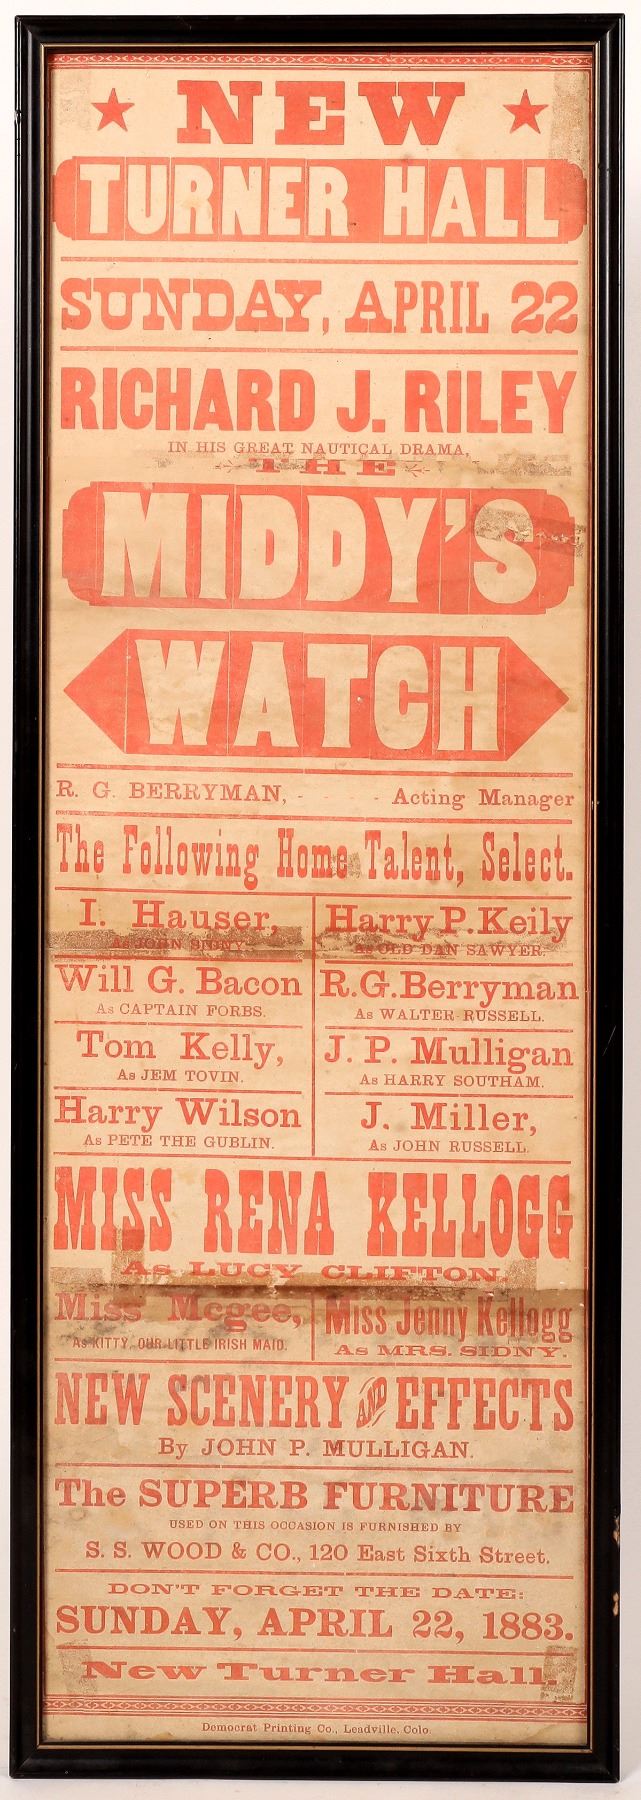 NEW
TURNER HALL
SUNDAY, APRIL 22
RICHARD J. RILEY
IN HIS GREAT NAUTICAL DRAMA,
THE
MIDDY'S
WATCH
R. G. BERRYMAN, - - Acting Manager
The Following Home Talent, Select.
I. Hauser,
As JOHN SIDNY.
Harry P. Keily
As OLD DAN SAWYER.
Will G. Bacon
As CAPTAIN FORBS.
R.G.Berryman
As WALTER RUSSELL.
Tom Kelly,
As JEM TOVIN.
J. P. Mulligan
As HARRY SOUTHAM.
Harry Wilson
As PETE THE GUBLIN.
J. Miller,
As JOHN RUSSELL.
MISS RENA KELLOGG
As LUCY CLIFTON.
Miss Mcgee,
As KITTY, OUR LITTLE IRISH MAID.
Miss Jenny Kellogg
As MRS. SIDNY.
NEW SCENERY AND EFFECTS
By JOHN P. MULLIGAN.
The SUPERB FURNITURE
USED ON THIS OCCASION IS FURNISHED BY
S. S. WOOD & CO., 120 East Sixth Street.
DON'T FORGET THE DATE:
SUNDAY, APRIL 22, 1883.
New Turner Hall.
Democrat Printing Co., Leadville, Colo.